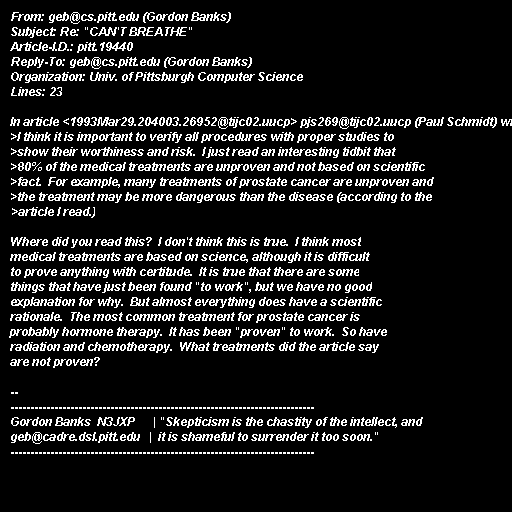 From: geb@cs.pitt.edu (Gordon Banks)
Subject: Re: "CAN'T BREATHE"
Article-I.D.: pitt.19440
Reply-To: geb@cs.pitt.edu (Gordon Banks)
Organization: Univ. of Pittsburgh Computer Science
Lines: 23

In article <1993Mar29.204003.26952@tijc02.uucp> pjs269@tijc02.uucp (Paul Schmidt)
>I think it is important to verify all procedures with proper studies to
>show their worthiness and risk.  I just read an interesting tidbit that
>80% of the medical treatments are unproven and not based on scientific
>fact.  For example, many treatments of prostate cancer are unproven and
>the treatment may be more dangerous than the disease (according to the
>article I read.)

Where did you read this?  I don't think this is true.  I think most
medical treatments are based on science, although it is difficult
to prove anything with certitude.  It is true that there are some
things that have just been found "to work", but we have no good
explanation for why.  But almost everything does have a scientific
rationale.  The most common treatment for prostate cancer is
probably hormone therapy.  It has been "proven" to work.  So have
radiation and chemotherapy.  What treatments did the article say
are not proven?

--
----------------------------------------------------------------------------
Gordon Banks  N3JXP      | "Skepticism is the chastity of the intellect, and
geb@cadre.dsl.pitt.edu   |  it is shameful to surrender it too soon."
----------------------------------------------------------------------------